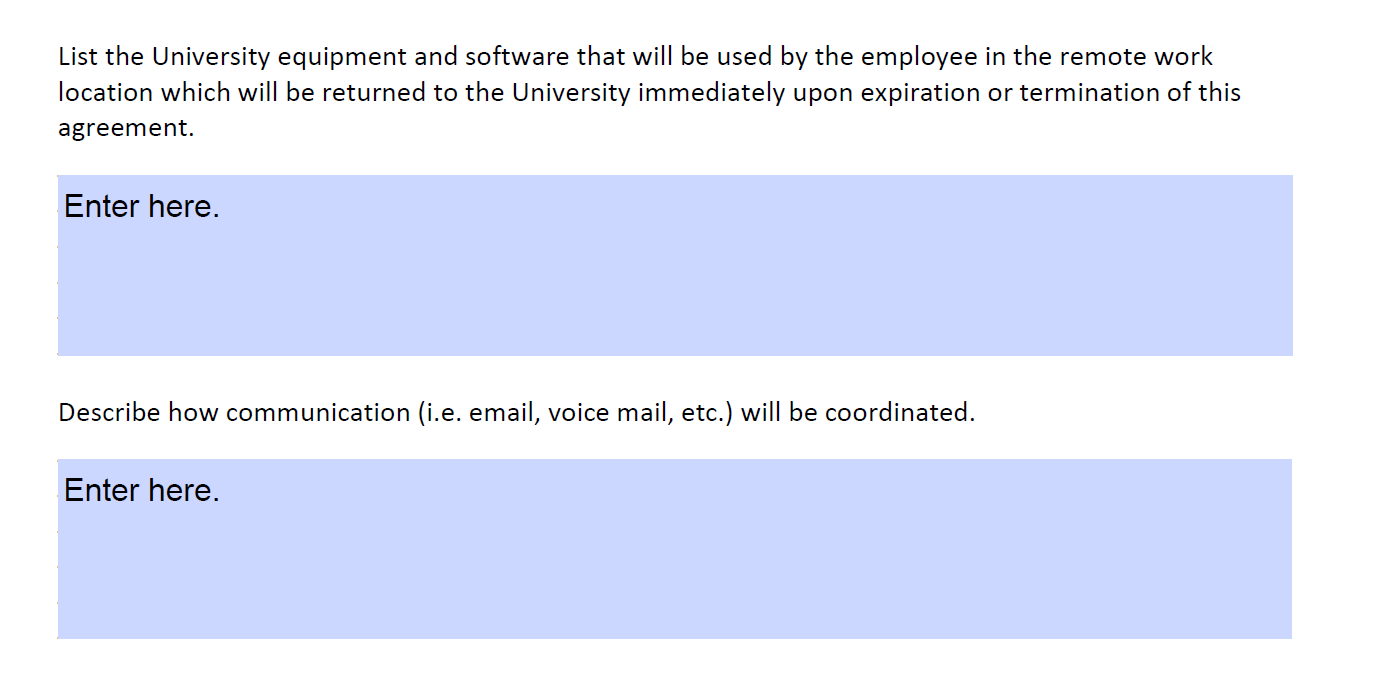 List the University equipment and software that will be used by the employee in the remote work
location which will be returned to the University immediately upon expiration or termination of this
agreement.
Enter here.
Describe how communication (i.e. email, voice mail, etc.) will be coordinated.
Enter here.